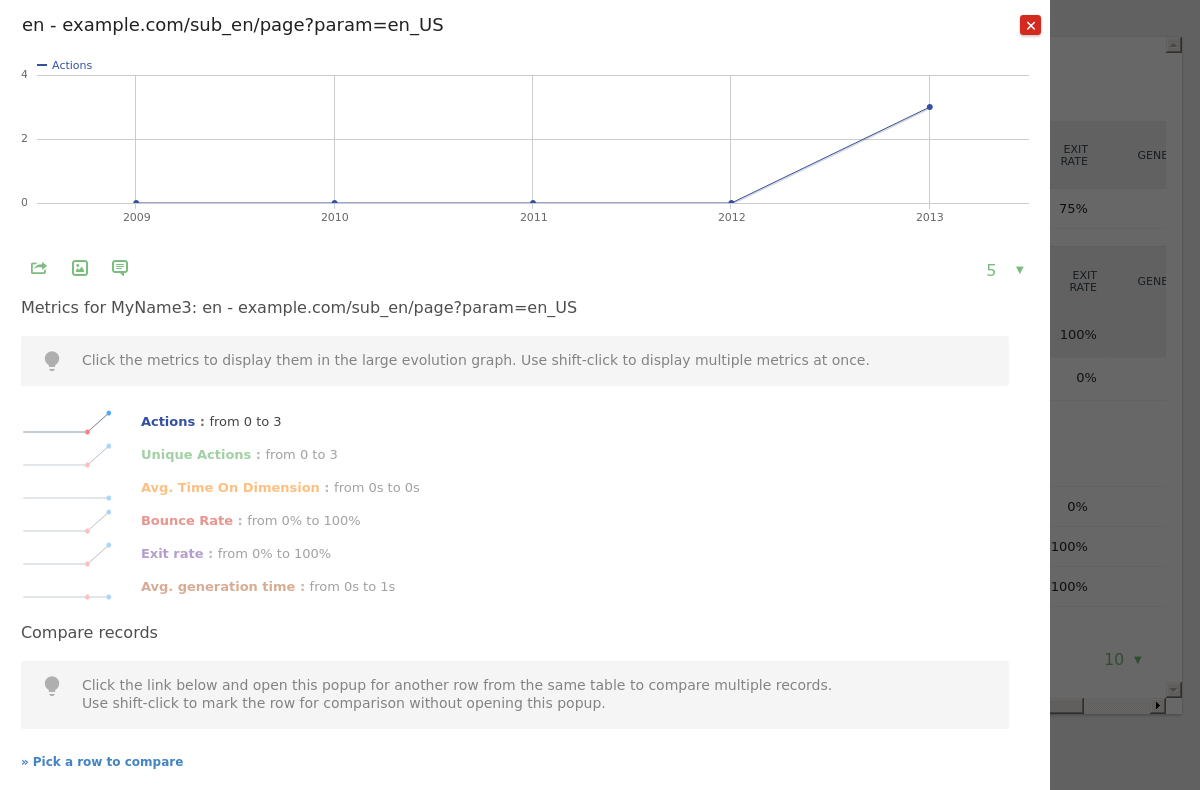 en - example.com/sub_en/page?param=en_US
Actions
4
2
0
2009
2010
2011
2012
2013
5
Metrics for MyName3: en - example.com/sub_en/page?param=en_US
Click the metrics to display them in the large evolution graph. Use shift-click to display multiple metrics at once.
Actions : from 0 to 3
Unique Actions : from 0 to 3
Avg. Time On Dimension : from 0s to 0s
Bounce Rate : from 0% to 100%
Exit rate : from 0% to 100%
Avg. generation time : from 0s to 1s
Compare records
Click the link below and open this popup for another row from the same table to compare multiple records.
Use shift-click to mark the row for comparison without opening this popup.
» Pick a row to compare
EXIT
RATE
GENE
75%
EXIT
RATE
GENE
100%
0%
0%
100%
100%
10